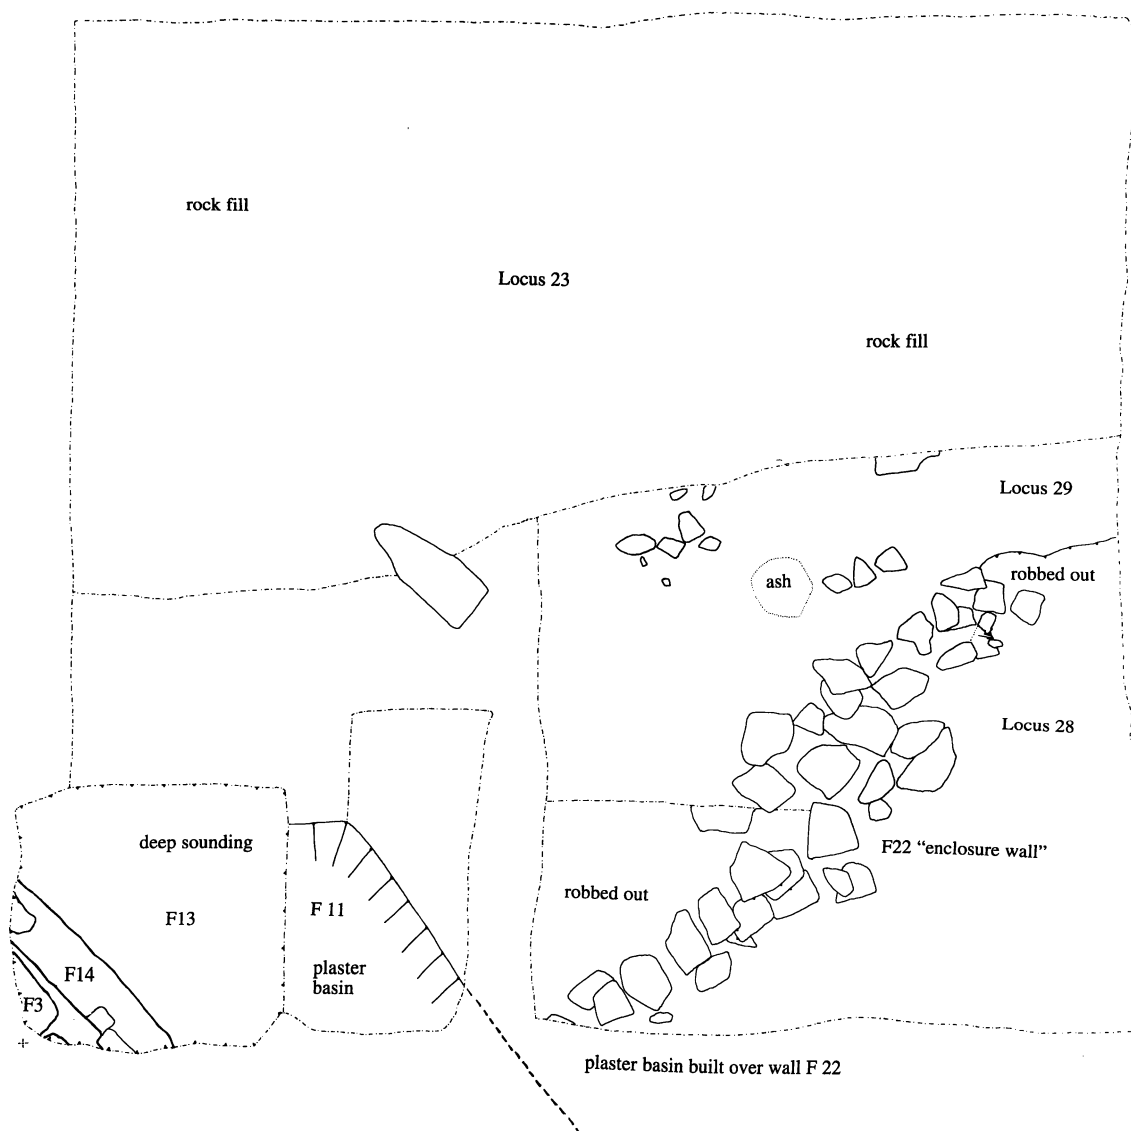 rock fill
Locus 23
rock fill
Locus 29
robbed out
ash
Locus 28
deep sounding
F22 “enclosure wall”
robbed out
F 11
F13
plaster
basin
F14
F3
plaster basin built over wall F 22